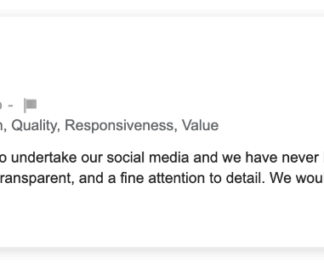 -
, Quality, Responsiveness, Value
o undertake our social media and we have never
ransparent, and a fine attention to detail. We wou